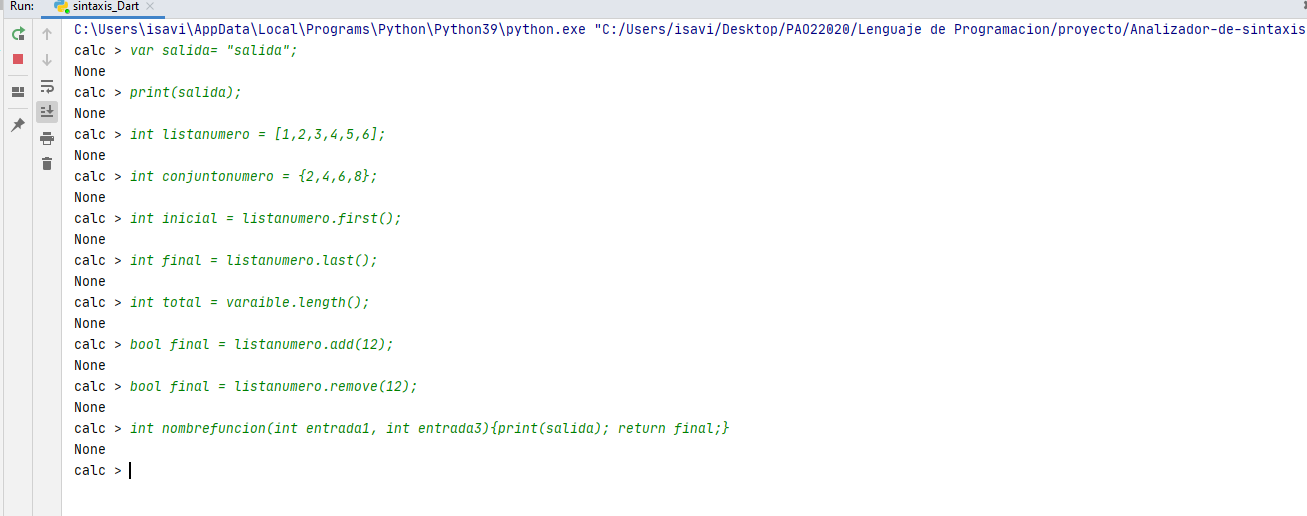 Run: sintaxis_Dart
C:\Users\isavi\AppData\Local\Programs\Python\Python39\python.exe "C:/Users/isavi/Desktop/PAO22020/Lenguaje de Programacion/proyecto/Analizador-de-sintaxis
calc > var salida= "salida";
None
calc > print(salida);
None
calc > int listanumero = [1,2,3,4,5,6];
None
calc > int conjuntonumero = {2,4,6,8};
None
calc > int inicial = listanumero.first();
None
calc > int final = listanumero.last();
None
calc > int total = varaible.length();
None
calc > bool final = listanumero.add(12);
None
calc > bool final = listanumero.remove(12);
None
calc > int nombrefuncion(int entrada1, int entrada3){print(salida); return final;}
None
calc >